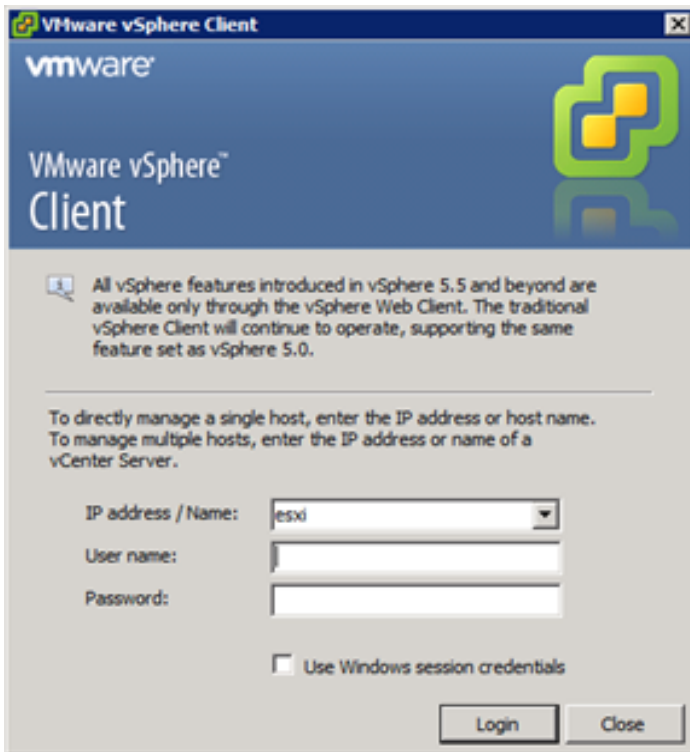 VMware vSphere Client
vmware
VMware vSphere™
Client
All vSphere features introduced in vSphere 5.5 and beyond are
available only through the vSphere Web Client. The traditional
vSphere Client will continue to operate, supporting the same
feature set as vSphere 5.0.
To directly manage a single host, enter the IP address or host name.
To manage multiple hosts, enter the IP address or name of a
vCenter Server.
IP address / Name: esxi
User name:
Password:
Use Windows session credentials
Login Close